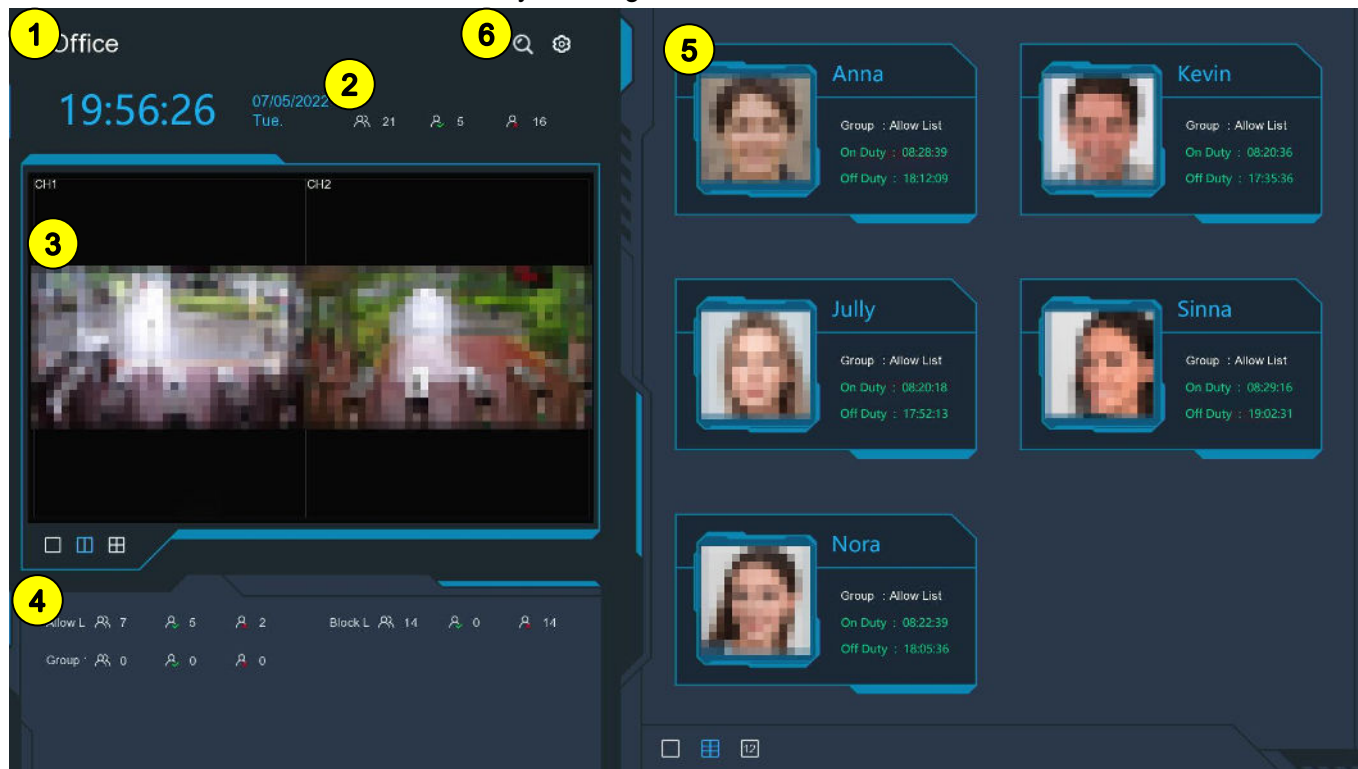 1 Office
6
5
2
19:56:26
07/05/2022
Tue.
21 5 16
CH1 CH2
3
4
Allow L 7 5 2 Block L 14 0 14
Group 0 0 0
Anna
Group : Allow List
On Duty : 08:28:39
Off Duty : 18:12:09
Kevin
Group : Allow List
On Duty : 08:20:36
Off Duty : 17:35:36
Jully
Group : Allow List
On Duty : 08:20:18
Off Duty : 17:52:13
Sinna
Group : Allow List
On Duty : 08:29:16
Off Duty : 19:02:31
Nora
Group : Allow List
On Duty : 08:22:39
Off Duty : 18:05:36
12